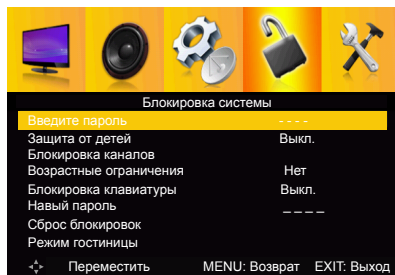 Блокировка системы
Введите пароль - - - -
Защита от детей Выкл.
Блокировка каналов
Возрастные ограничения Нет
Блокировка клавиатуры Выкл.
Навый пароль _ _ _ _
Сброс блокировок
Режим гостиницы
Переместить MENU: Возврат EXIT: Выход